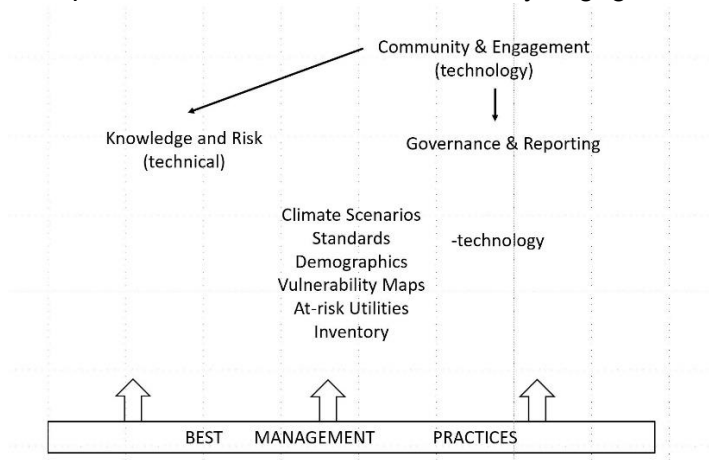 Community & Engagement
(technology)
Knowledge and Risk
(technical)
Governance & Reporting
Climate Scenarios
Standards
-technology
Demographics
Vulnerability Maps
At-risk Utilities
Inventory
BEST MANAGEMENT PRACTICES